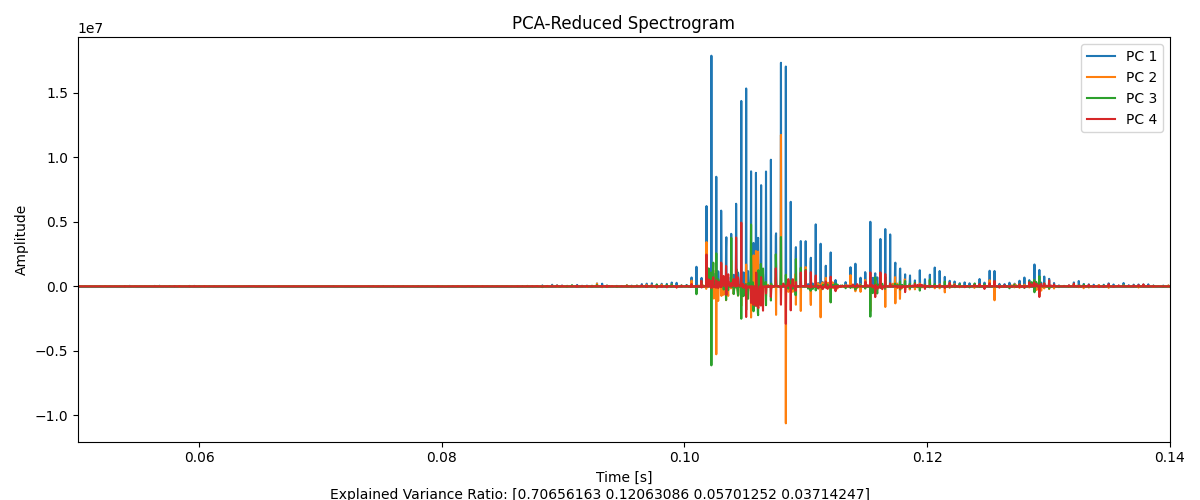 PCA-Reduced Spectrogram
1e7
PC 1
PC 2
PC 3
PC 4
1.5
1.0
0.5
0.0
−0.5
−1.0
Amplitude
0.06 0.08 0.10 0.12 0.14
Time [s]
Explained Variance Ratio: [0.70656163 0.12063086 0.05701252 0.03714247]